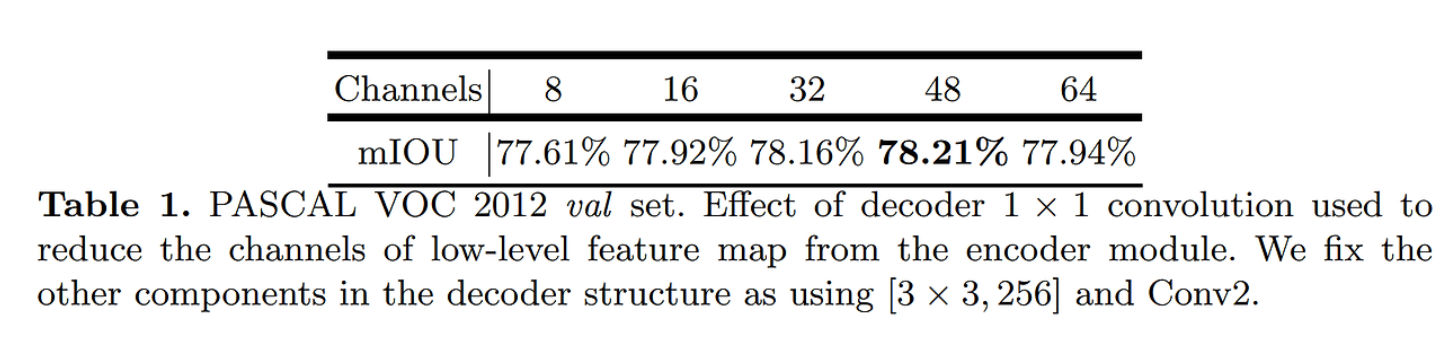 Channels 8 16 32 48 64
mIOU 77.61% 77.92% 78.16% 78.21% 77.94%
Table 1. PASCAL VOC 2012 val set. Effect of decoder 1 × 1 convolution used to
reduce the channels of low-level feature map from the encoder module. We fix the
other components in the decoder structure as using [3 × 3, 256] and Conv2.